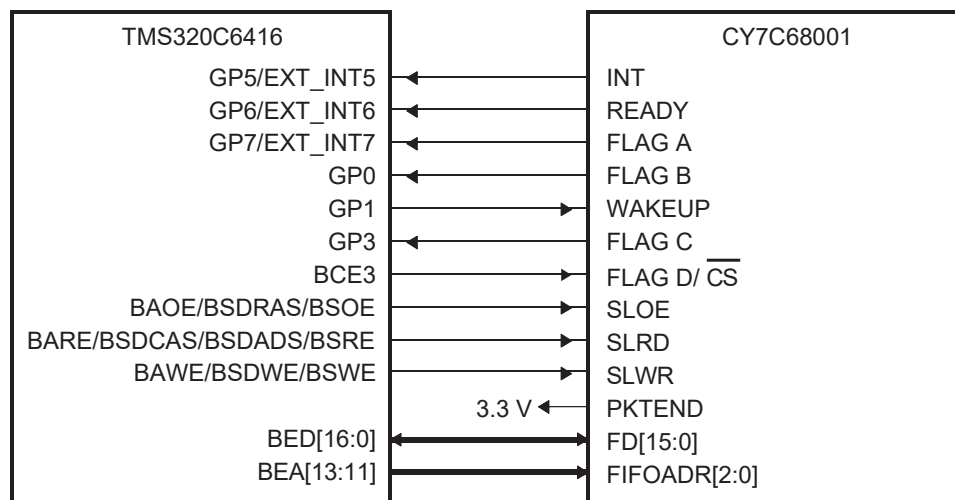 TMS320C6416 CY7C68001
GP5/EXT_INT5 INT
GP6/EXT_INT6 READY
GP7/EXT_INT7 FLAG A
GP0 FLAG B
GP1 WAKEUP
GP3 FLAG C
BCE3 FLAG D/ CS
BAOE/BSDRAS/BSOE SLOE
BARE/BSDCAS/BSDADS/BSRE SLRD
BAWE/BSDWE/BSWE SLWR
3.3 V PKTEND
BED[16:0] FD[15:0]
BEA[13:11] FIFOADR[2:0]